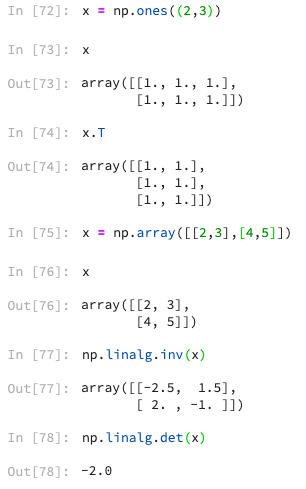 In [72]: x = np.ones((2,3))
In [73]: x
Out[73]: array([[1., 1., 1.],
                [1., 1., 1.]])
In [74]: x.T
Out[74]: array([[1., 1.],
                [1., 1.],
                [1., 1.]])
In [75]: x = np.array([[2,3],[4,5]])
In [76]: x
Out[76]: array([[2, 3],
                [4, 5]])
In [77]: np.linalg.inv(x)
Out[77]: array([[-2.5,  1.5],
                [ 2. , -1. ]])
In [78]: np.linalg.det(x)
Out[78]: -2.0